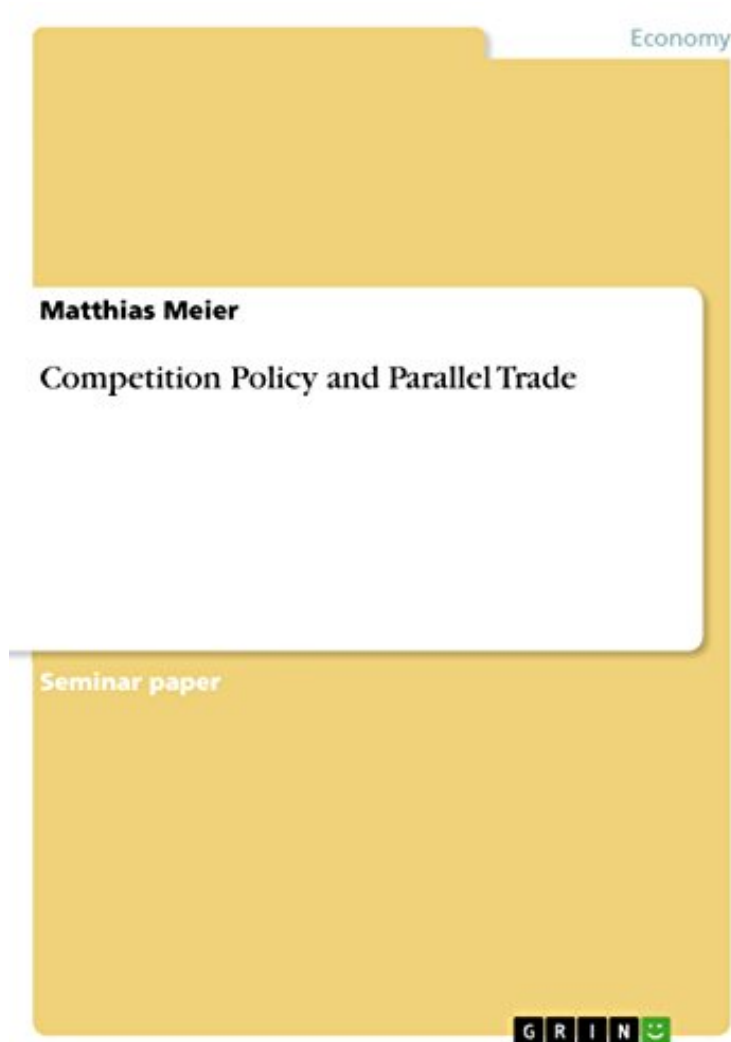 Economy
Matthias Meier
Competition Policy and Parallel Trade
Seminar paper
GRIN